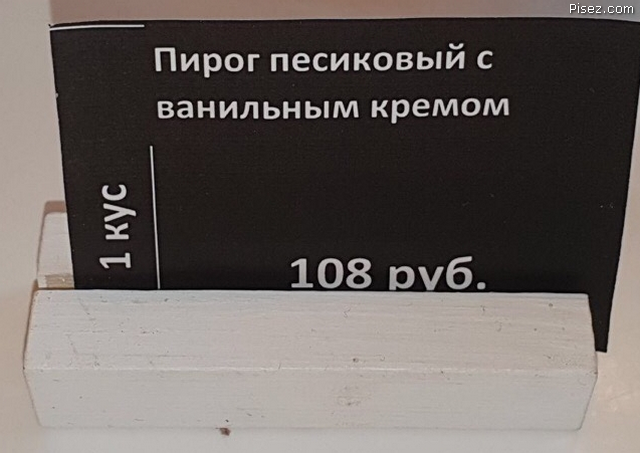 Pisez.com
Пирог песиковый с
ванильным кремом
1 кус
108 руб.